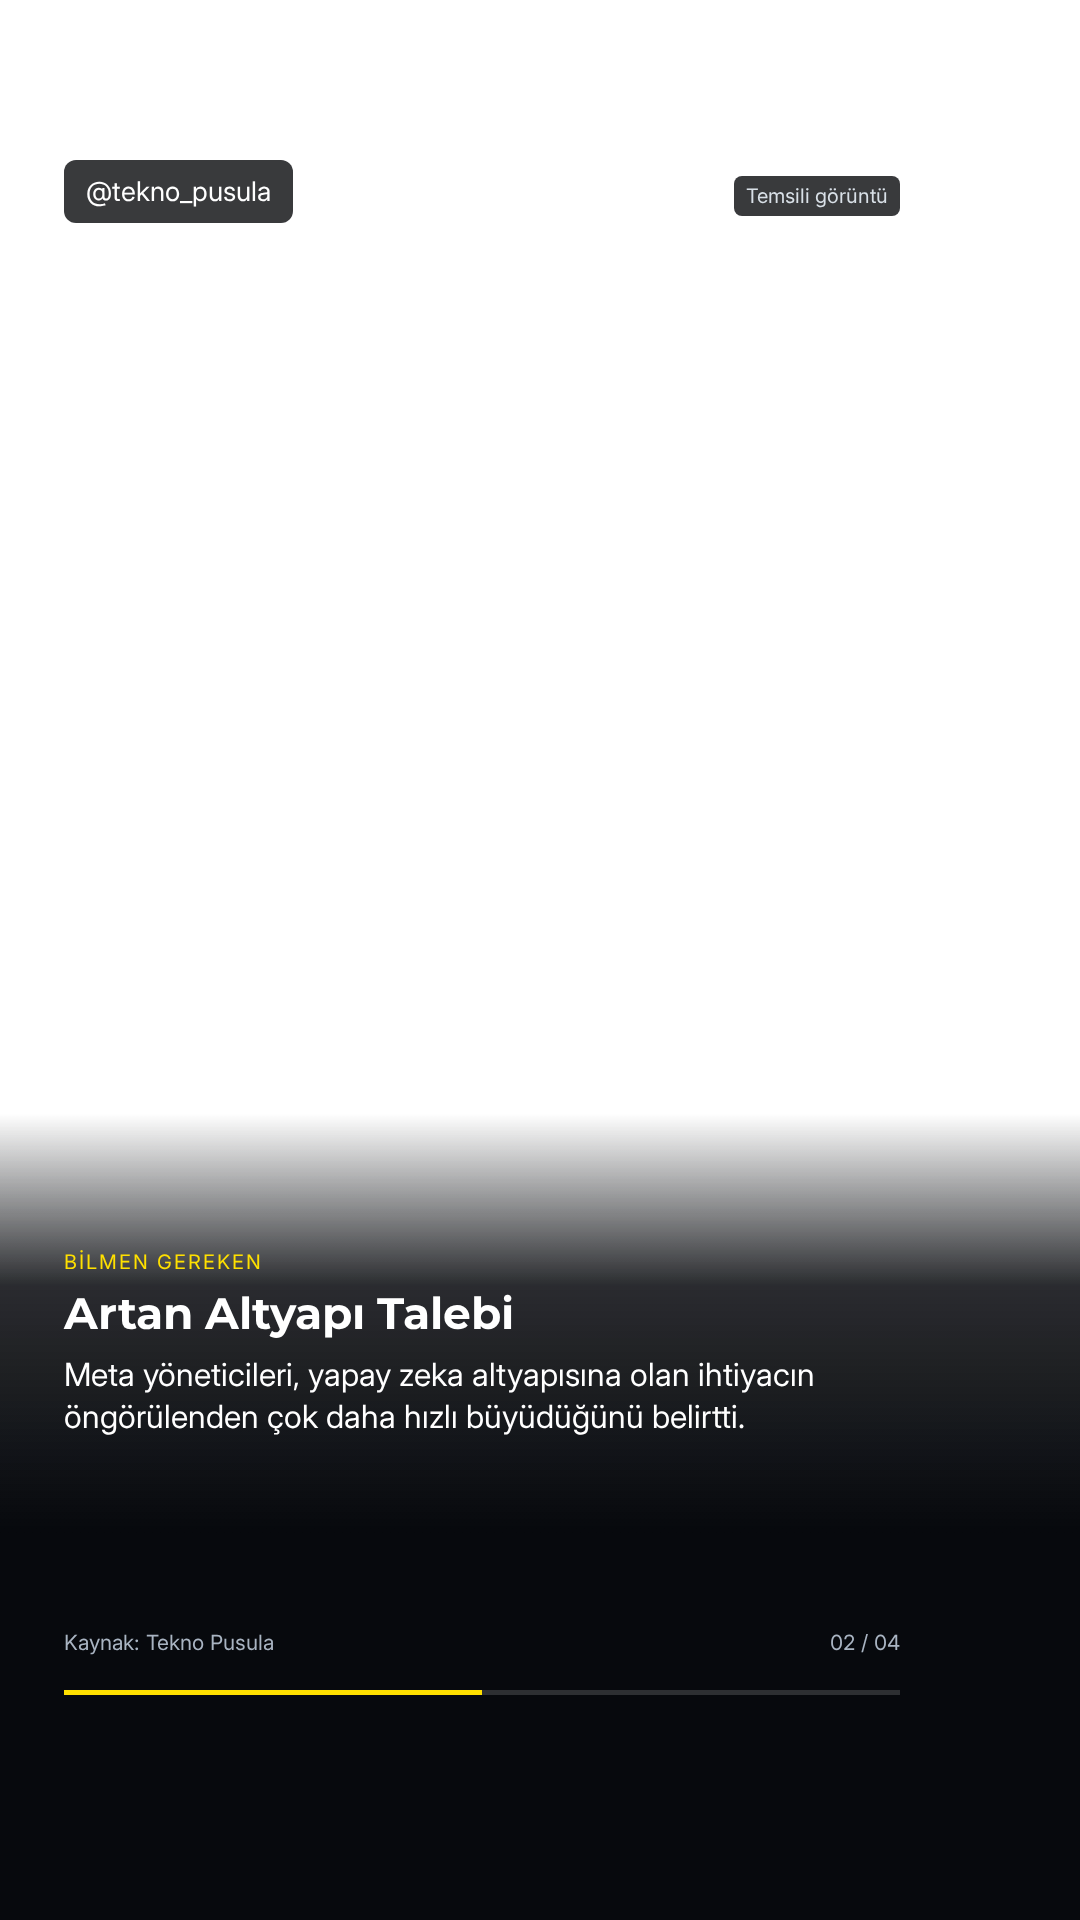 @tekno_pusula
Temsili görüntü
BİLMEN GEREKEN
Artan Altyapı Talebi
Meta yöneticileri, yapay zeka altyapısına olan ihtiyacın
öngörülenden çok daha hızlı büyüdüğünü belirtti.
Kaynak: Tekno Pusula
02 / 04